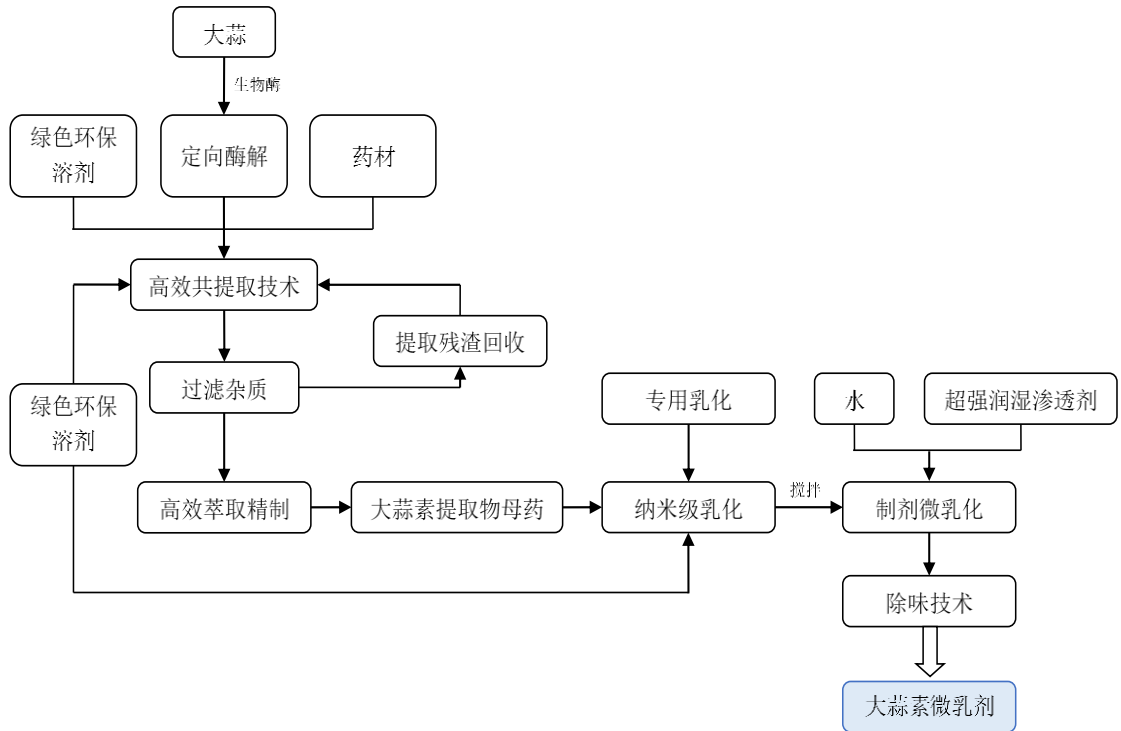 大蒜
生物酶
绿色环保
溶剂
定向酶解
药材
高效共提取技术
提取残渣回收
过滤杂质
绿色环保
溶剂
专用乳化
水
超强润湿渗透剂
高效萃取精制
大蒜素提取物母药
纳米级乳化
搅拌
制剂微乳化
除味技术
大蒜素微乳剂